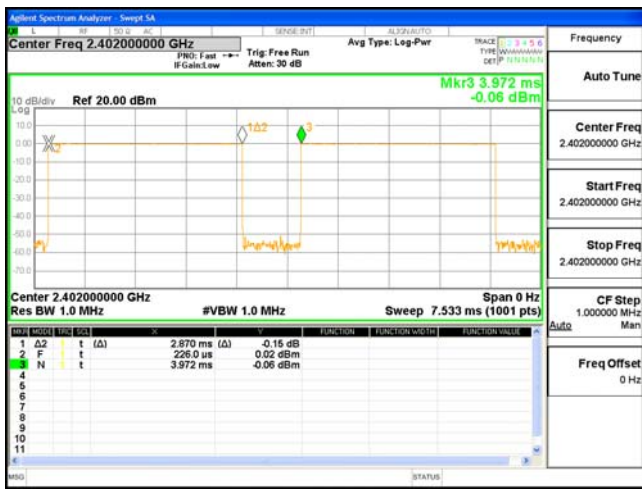 Agilent Spectrum Analyzer - Swept SA
L RF 50 Ω AC SENSE:INT ALIGNAUTO
Center Freq 2.402000000 GHz
PNO: Fast
IFGain:Low
Trig: Free Run
Atten: 30 dB
Avg Type: Log-Pwr
TRACE 1 2 3 4 5 6
TYPE
DET P N N N N N
Mkr3 3.972 ms
-0.06 dBm
10 dB/div Ref 20.00 dBm
Log
10.0
0.00
-10.0
-20.0
-30.0
-40.0
-50.0
-60.0
-70.0
2
1Δ2
3
Center 2.402000000 GHz Span 0 Hz
Res BW 1.0 MHz #VBW 1.0 MHz Sweep 7.533 ms (1001 pts)
MKR MODE TRC SCL X Y FUNCTION FUNCTION WIDTH FUNCTION VALUE
1 Δ2 1 t (Δ) 2.870 ms (Δ) -0.15 dB
2 F 1 t 226.0 us 0.02 dBm
3 N 1 t 3.972 ms -0.06 dBm
4
5
6
7
8
9
10
11
MSG STATUS
Frequency
Auto Tune
Center Freq
2.402000000 GHz
Start Freq
2.402000000 GHz
Stop Freq
2.402000000 GHz
CF Step
1.000000 MHz
Auto Man
Freq Offset
0 Hz